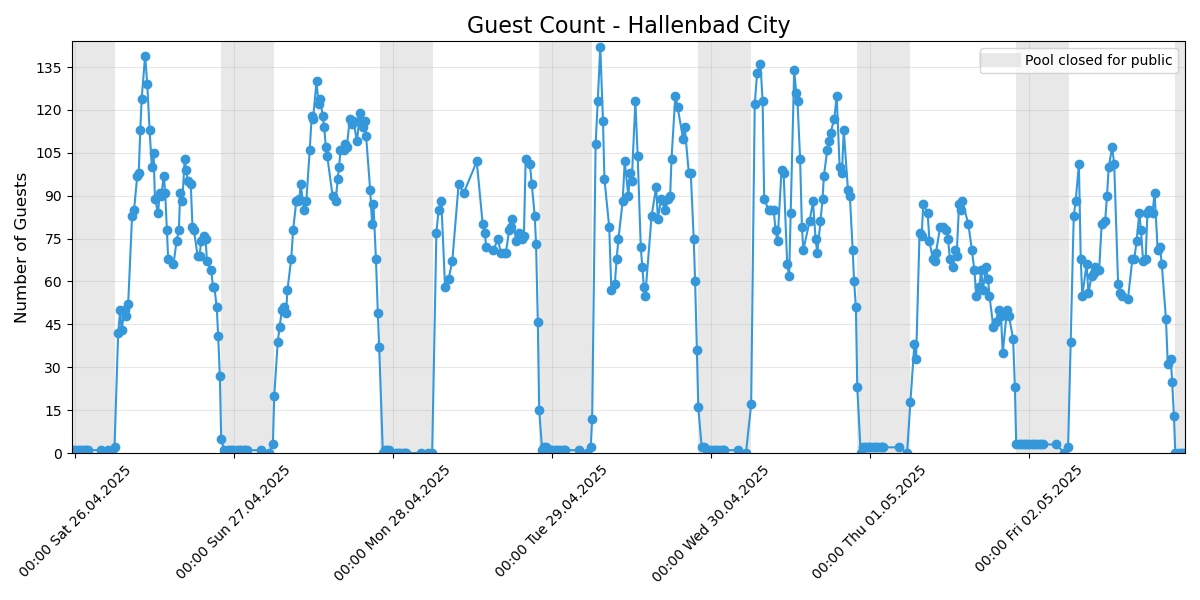 Guest Count - Hallenbad City
Pool closed for public
Number of Guests
135
120
105
90
75
60
45
30
15
0
00:00 Sat 26.04.2025
00:00 Sun 27.04.2025
00:00 Mon 28.04.2025
00:00 Tue 29.04.2025
00:00 Wed 30.04.2025
00:00 Thu 01.05.2025
00:00 Fri 02.05.2025